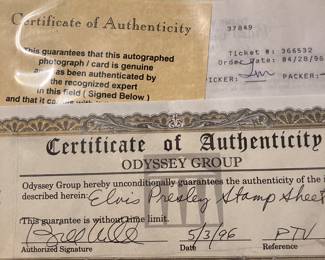 Certificate of Authenticity
This guarantees that this autographed
photograph / card is genuine
and has been authenticated by
the recognized expert
in this field ( Signed Below )
and that it
37849
Ticket #: 366532
Order date: 04/28/96
PICKER:
PACKER:
Certificate of Authenticity
ODYSSEY GROUP
Odyssey Group hereby unconditionally guarantees the authenticity of the
described herein: Elvis Presley Stamp Sheet
This guarantee is without time limit.
5/3/96
PTV
Authorized Signature
Date
Reference